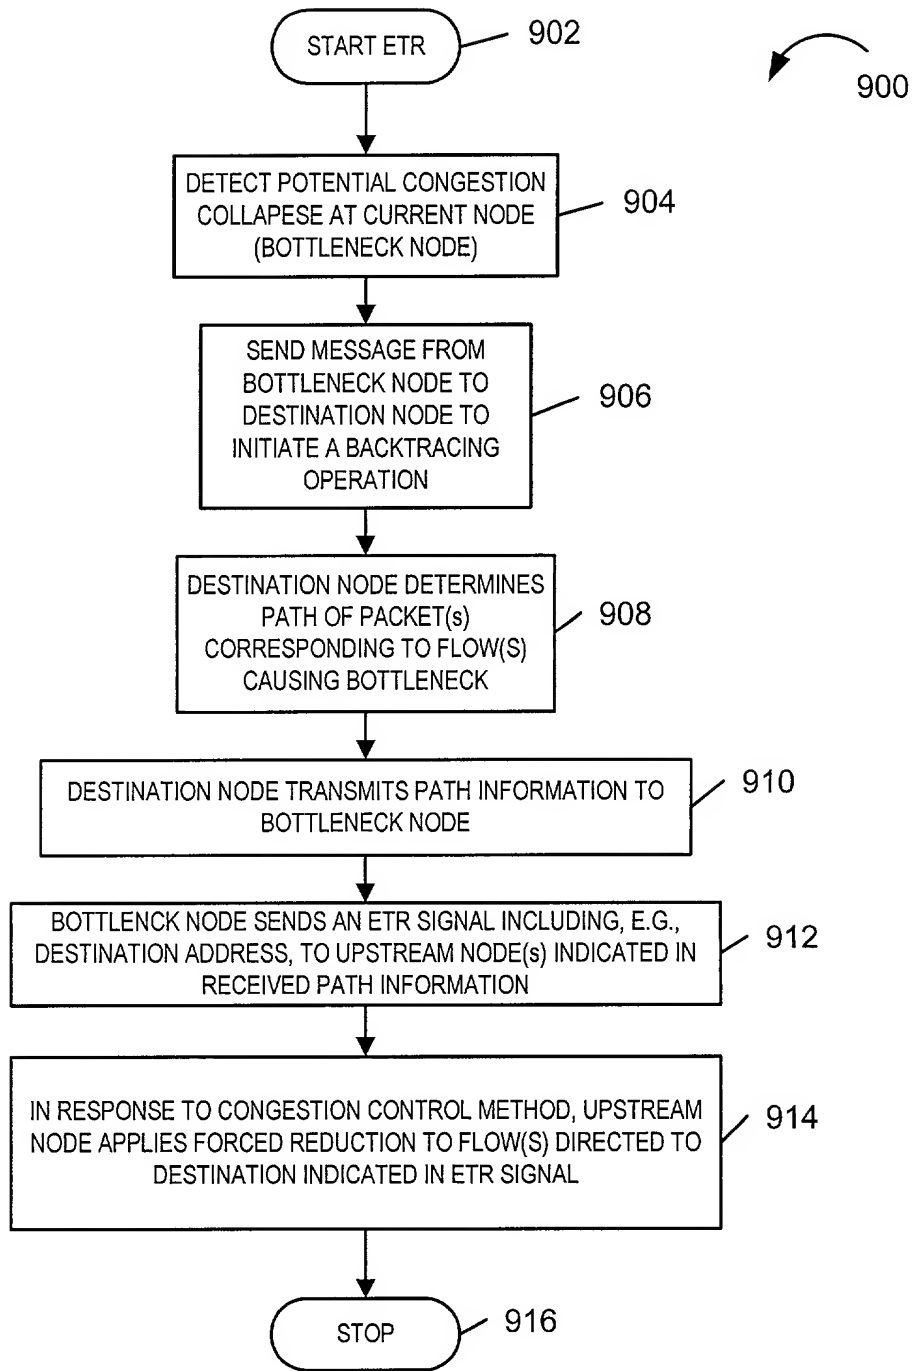 START ETR
902
900
DETECT POTENTIAL CONGESTION
COLLAPESE AT CURRENT NODE
(BOTTLENECK NODE)
904
SEND MESSAGE FROM
BOTTLENECK NODE TO
DESTINATION NODE TO
INITIATE A BACKTRACING
OPERATION
906
DESTINATION NODE DETERMINES
PATH OF PACKET(s)
CORRESPONDING TO FLOW(S)
CAUSING BOTTLENECK
908
DESTINATION NODE TRANSMITS PATH INFORMATION TO
BOTTLENECK NODE
910
BOTTLENCK NODE SENDS AN ETR SIGNAL INCLUDING, E.G.,
DESTINATION ADDRESS, TO UPSTREAM NODE(s) INDICATED IN
RECEIVED PATH INFORMATION
912
IN RESPONSE TO CONGESTION CONTROL METHOD, UPSTREAM
NODE APPLIES FORCED REDUCTION TO FLOW(S) DIRECTED TO
DESTINATION INDICATED IN ETR SIGNAL
914
STOP
916